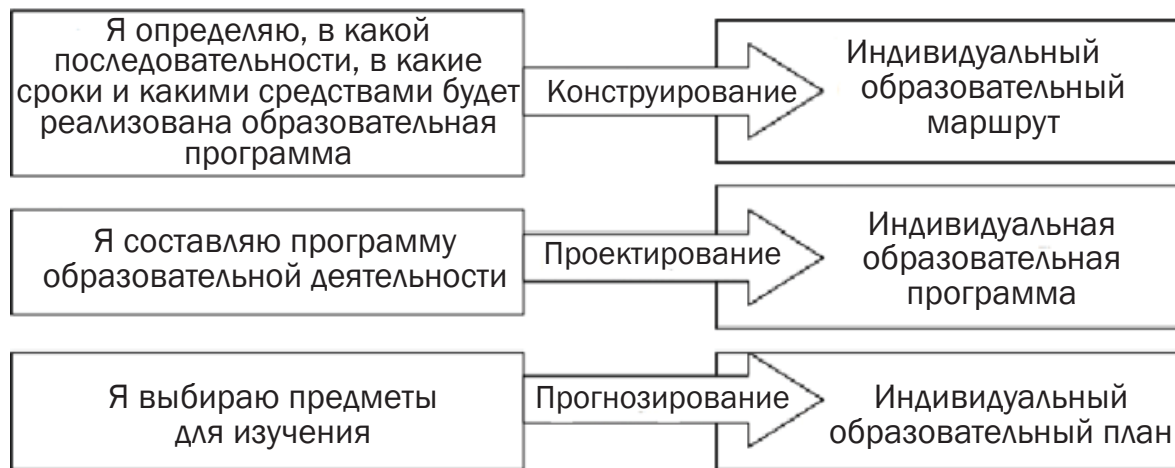 Я определяю, в какой
последовательности, в какие
сроки и какими средствами будет
реализована образовательная
программа
Конструирование
Индивидуальный
образовательный
маршрут
Я составляю программу
образовательной деятельности
Проектирование
Индивидуальная
образовательная
программа
Я выбираю предметы
для изучения
Прогнозирование
Индивидуальный
образовательный план